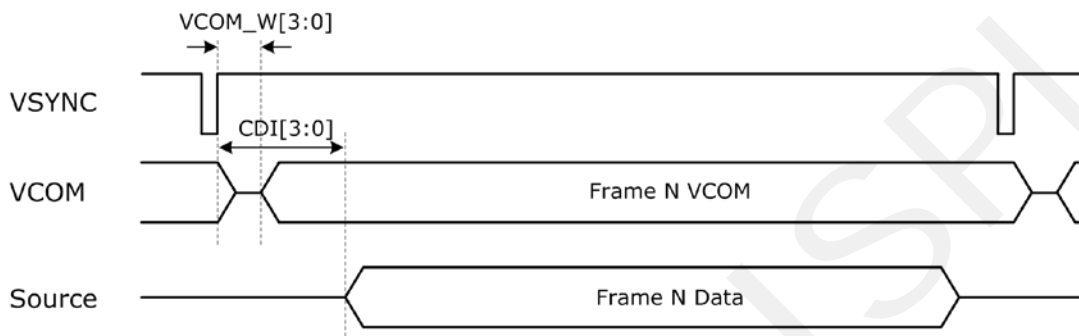 VCOM_W[3:0]
VSYNC
CDI[3:0]
VCOM
Frame N VCOM
Source
Frame N Data